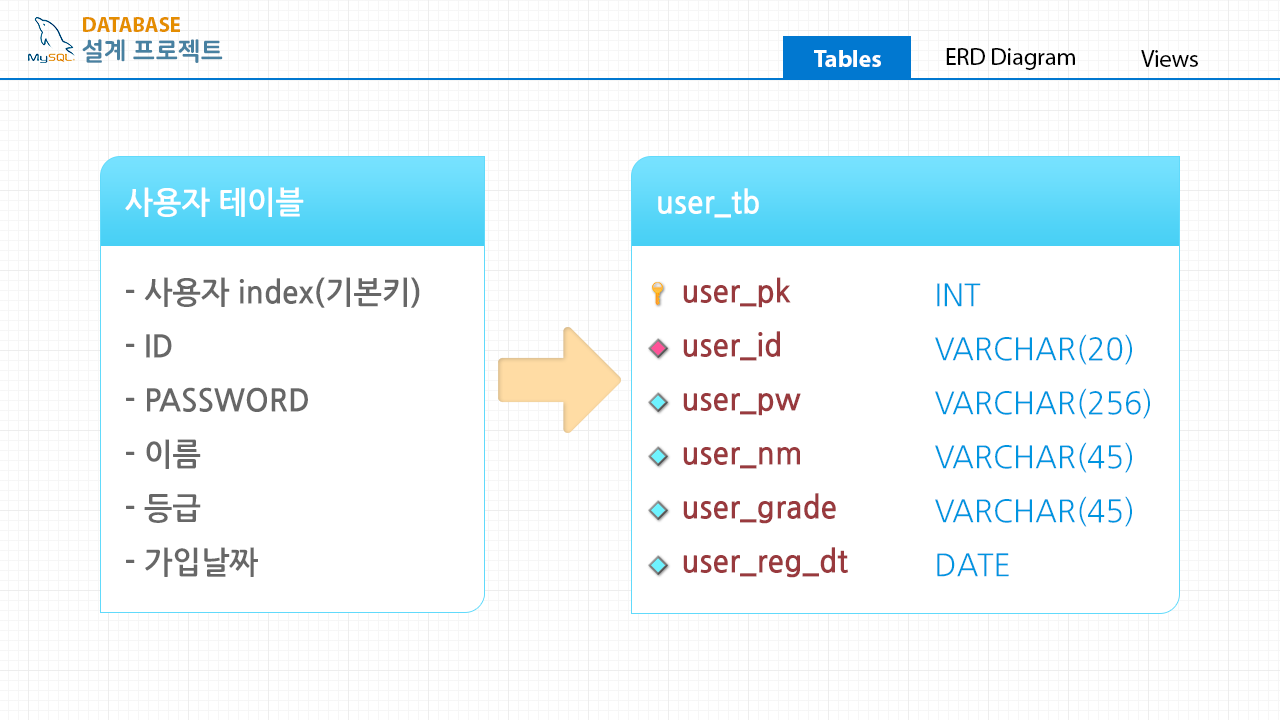 DATABASE
설계 프로젝트
MySQL
Tables
ERD Diagram
Views
사용자 테이블
- 사용자 index(기본키)
- ID
- PASSWORD
- 이름
- 등급
- 가입날짜
user_tb
user_pk INT
user_id VARCHAR(20)
user_pw VARCHAR(256)
user_nm VARCHAR(45)
user_grade VARCHAR(45)
user_reg_dt DATE